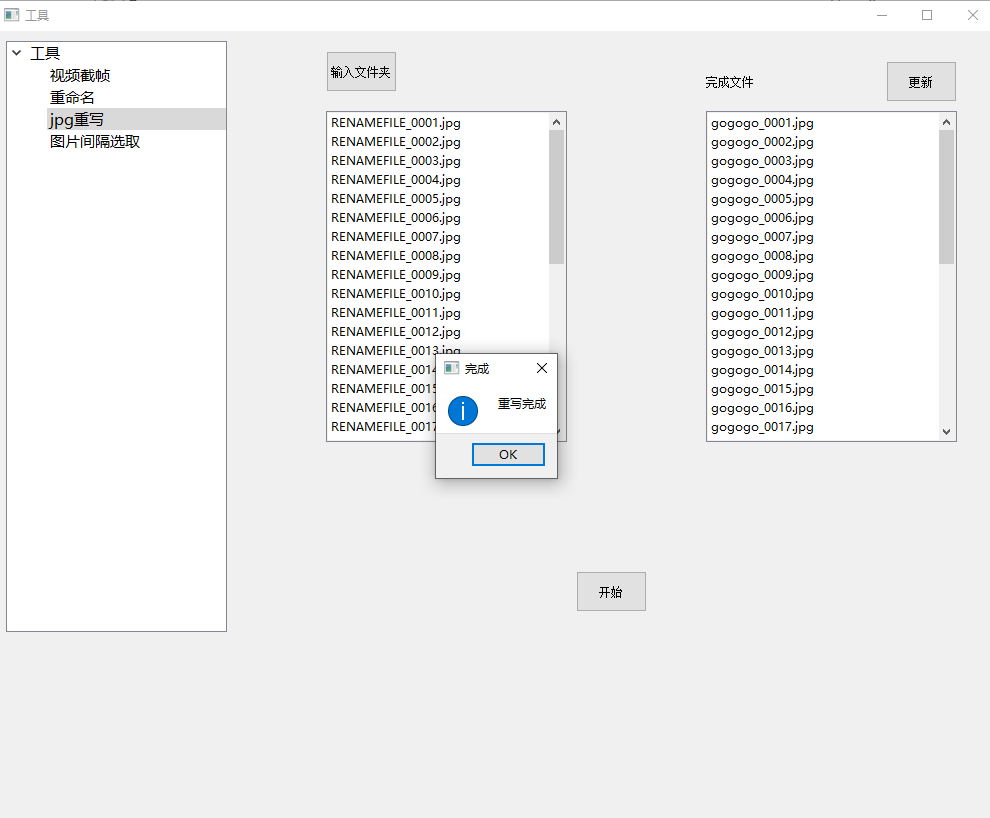 工具
工具
视频截帧
重命名
jpg重写
图片间隔选取
输入文件夹
RENAMEFILE_0001.jpg
RENAMEFILE_0002.jpg
RENAMEFILE_0003.jpg
RENAMEFILE_0004.jpg
RENAMEFILE_0005.jpg
RENAMEFILE_0006.jpg
RENAMEFILE_0007.jpg
RENAMEFILE_0008.jpg
RENAMEFILE_0009.jpg
RENAMEFILE_0010.jpg
RENAMEFILE_0011.jpg
RENAMEFILE_0012.jpg
RENAMEFILE_0013.jpg
RENAMEFILE_0014
RENAMEFILE_0015
RENAMEFILE_0016
RENAMEFILE_0017
完成
重写完成
OK
完成文件
更新
gogogo_0001.jpg
gogogo_0002.jpg
gogogo_0003.jpg
gogogo_0004.jpg
gogogo_0005.jpg
gogogo_0006.jpg
gogogo_0007.jpg
gogogo_0008.jpg
gogogo_0009.jpg
gogogo_0010.jpg
gogogo_0011.jpg
gogogo_0012.jpg
gogogo_0013.jpg
gogogo_0014.jpg
gogogo_0015.jpg
gogogo_0016.jpg
gogogo_0017.jpg
开始